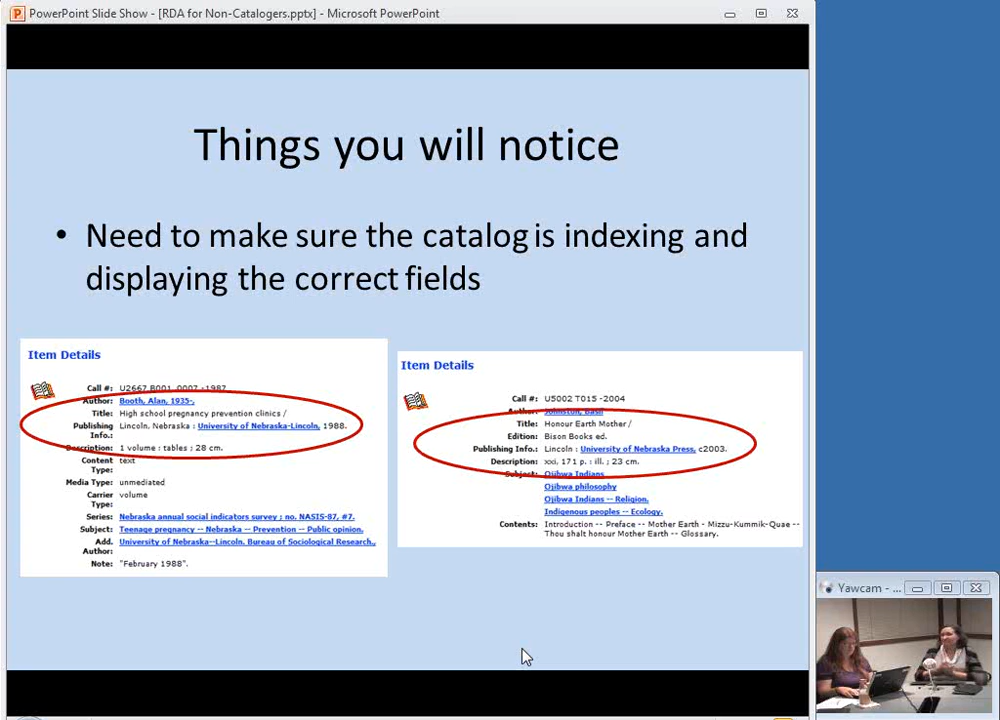 PowerPoint Slide Show - [RDA for Non-Catalogers.pptx] - Microsoft PowerPoint
Things you will notice
• Need to make sure the catalog is indexing and
displaying the correct fields
Item Details
Call #: U2667 B001 .0007 -1987
Author: Booth, Alan, 1935-,
Title: High school pregnancy prevention clinics /
Publishing Info.: Lincoln, Nebraska : University of Nebraska-Lincoln, 1988.
Description: 1 volume : tables ; 28 cm.
Content Type: text
Media Type: unmediated
Carrier Type: volume
Series: Nebraska annual social indicators survey ; no. NASIS-87, #7.
Subject: Teenage pregnancy -- Nebraska -- Prevention -- Public opinion.
Add. Author: University of Nebraska--Lincoln. Bureau of Sociological Research.,
Note: "February 1988".
Item Details
Call #: U5002 T015 -2004
Author: Johnston, Basil
Title: Honour Earth Mother /
Edition: Bison Books ed.
Publishing Info.: Lincoln : University of Nebraska Press, c2003.
Description: xxi, 171 p. : ill. ; 23 cm.
Subject: Ojibwa Indians
Ojibwa philosophy
Ojibwa Indians -- Religion.
Indigenous peoples -- Ecology.
Contents: Introduction -- Preface -- Mother Earth - Mizzu-Kummik-Quae --
Thou shalt honour Mother Earth -- Glossary.
Yawcam - ...